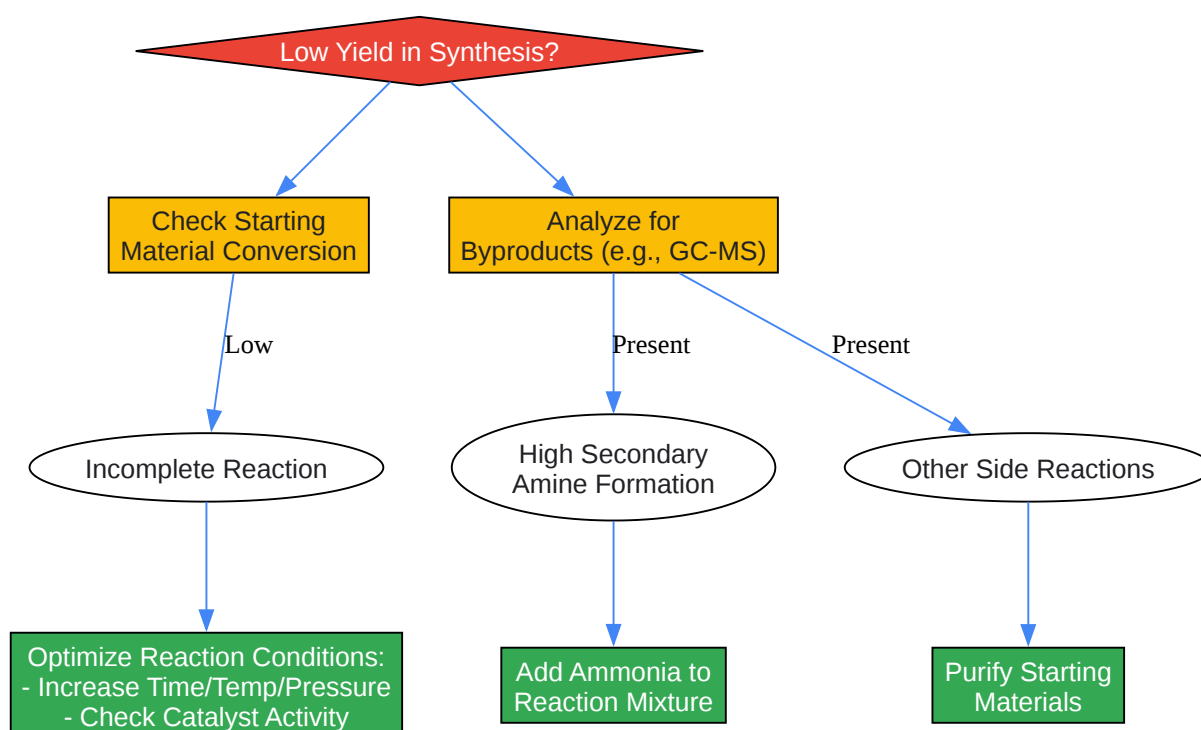 Low Yield in Synthesis?
Check Starting
Material Conversion
Analyze for
Byproducts (e.g., GC-MS)
Low
Present
Present
Incomplete Reaction
High Secondary
Amine Formation
Other Side Reactions
Optimize Reaction Conditions:
- Increase Time/Temp/Pressure
- Check Catalyst Activity
Add Ammonia to
Reaction Mixture
Purify Starting
Materials